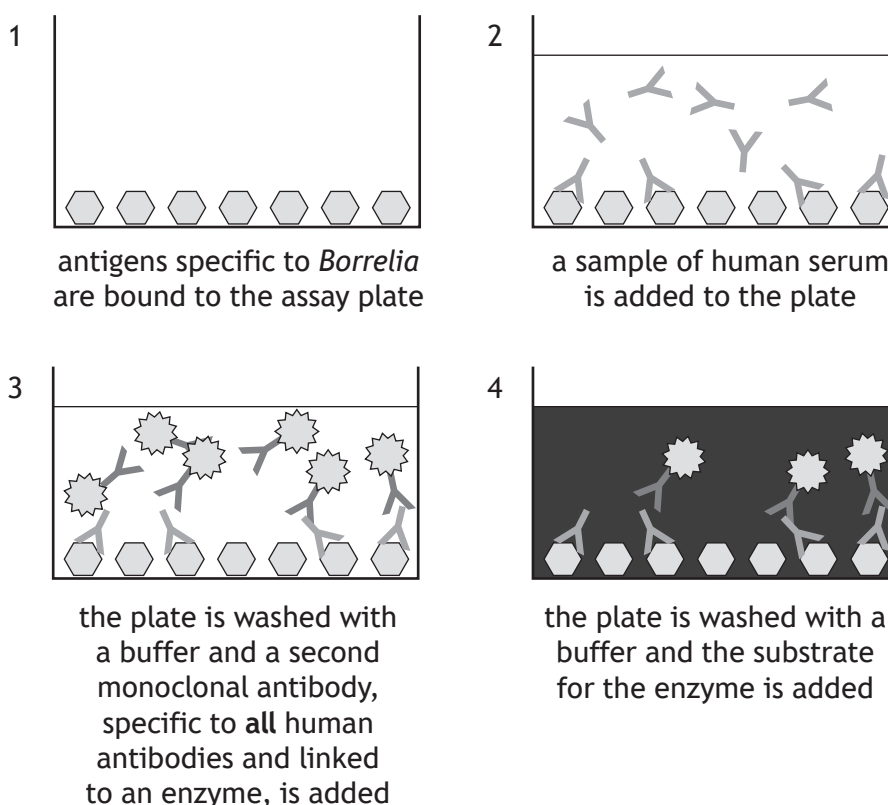 1
antigens specific to Borrelia
are bound to the assay plate
2
a sample of human serum
is added to the plate
3
the plate is washed with
a buffer and a second
monoclonal antibody,
specific to all human
antibodies and linked
to an enzyme, is added
4
the plate is washed with a
buffer and the substrate
for the enzyme is added